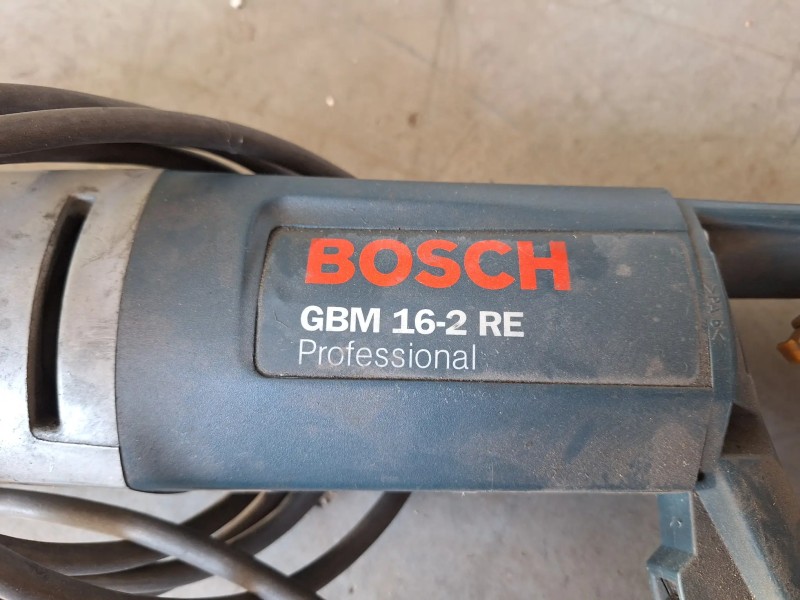 BOSCH
GBM 16-2 RE
Professional